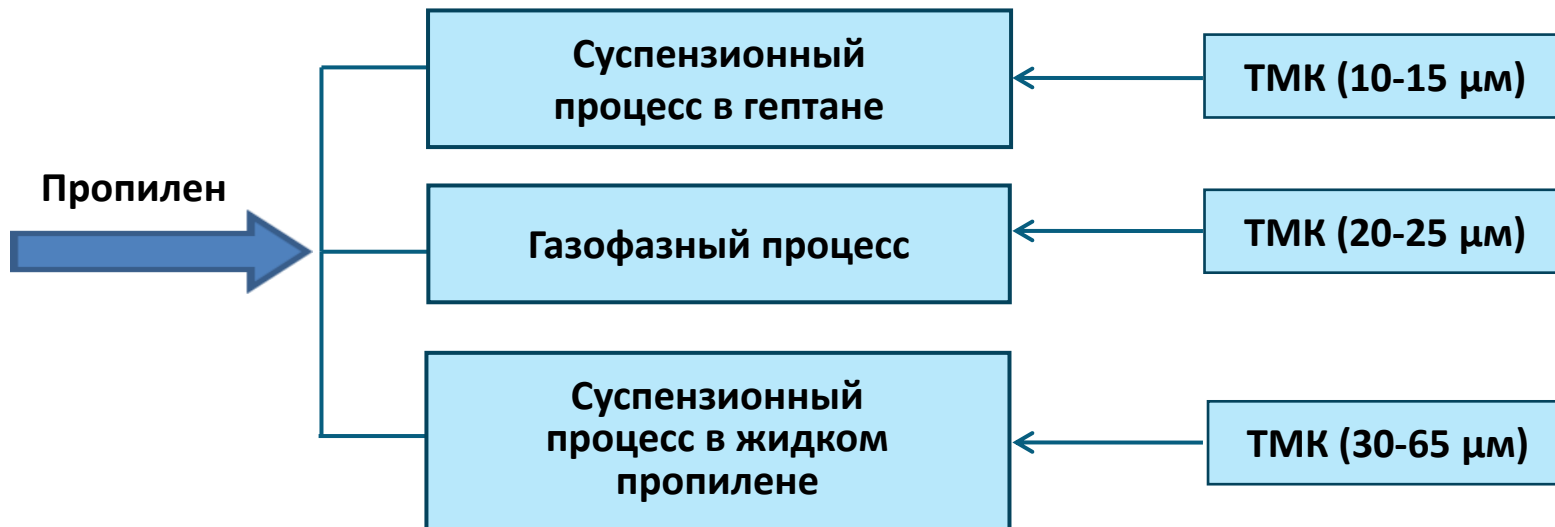 Суспензионный
процесс в гептане
ТМК (10-15 μм)
Пропилен
Газофазный процесс
ТМК (20-25 μм)
Суспензионный
процесс в жидком
пропилене
ТМК (30-65 μм)